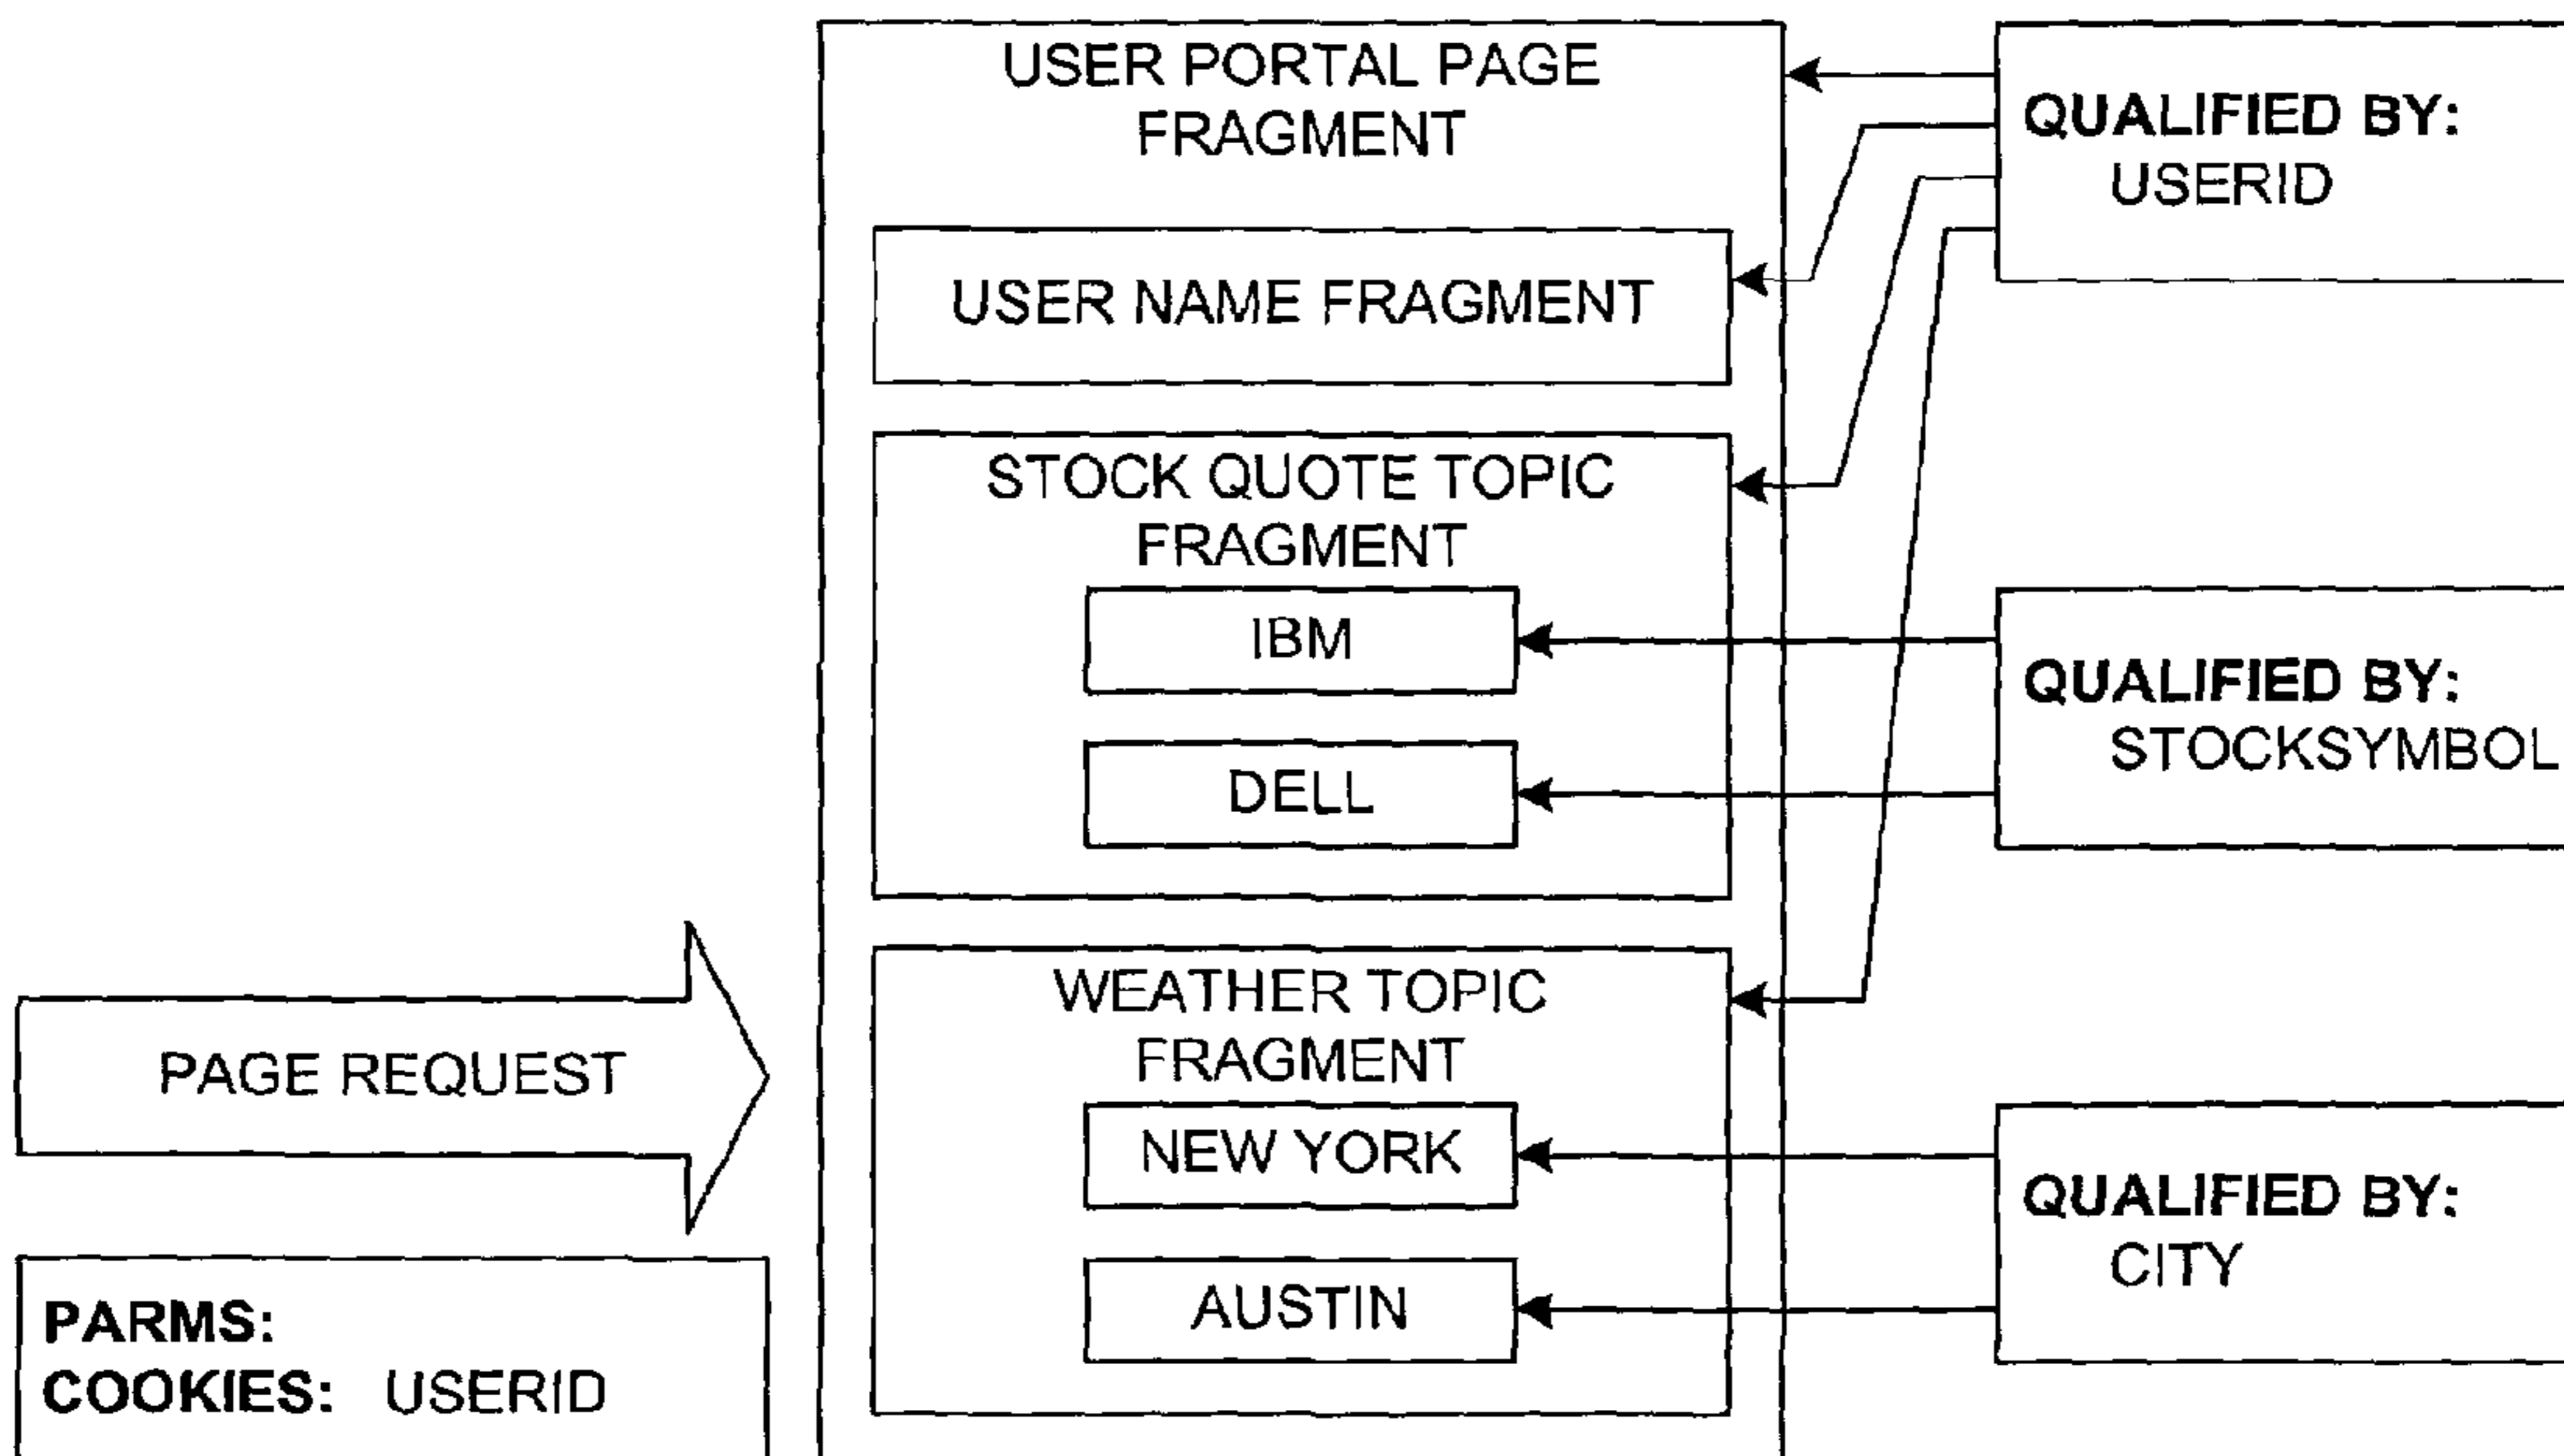 USER PORTAL PAGE
FRAGMENT
USER NAME FRAGMENT
STOCK QUOTE TOPIC
FRAGMENT
IBM
DELL
WEATHER TOPIC
FRAGMENT
NEW YORK
AUSTIN
QUALIFIED BY:
USERID
QUALIFIED BY:
STOCKSYMBOL
QUALIFIED BY:
CITY
PAGE REQUEST
PARMS:
COOKIES: USERID